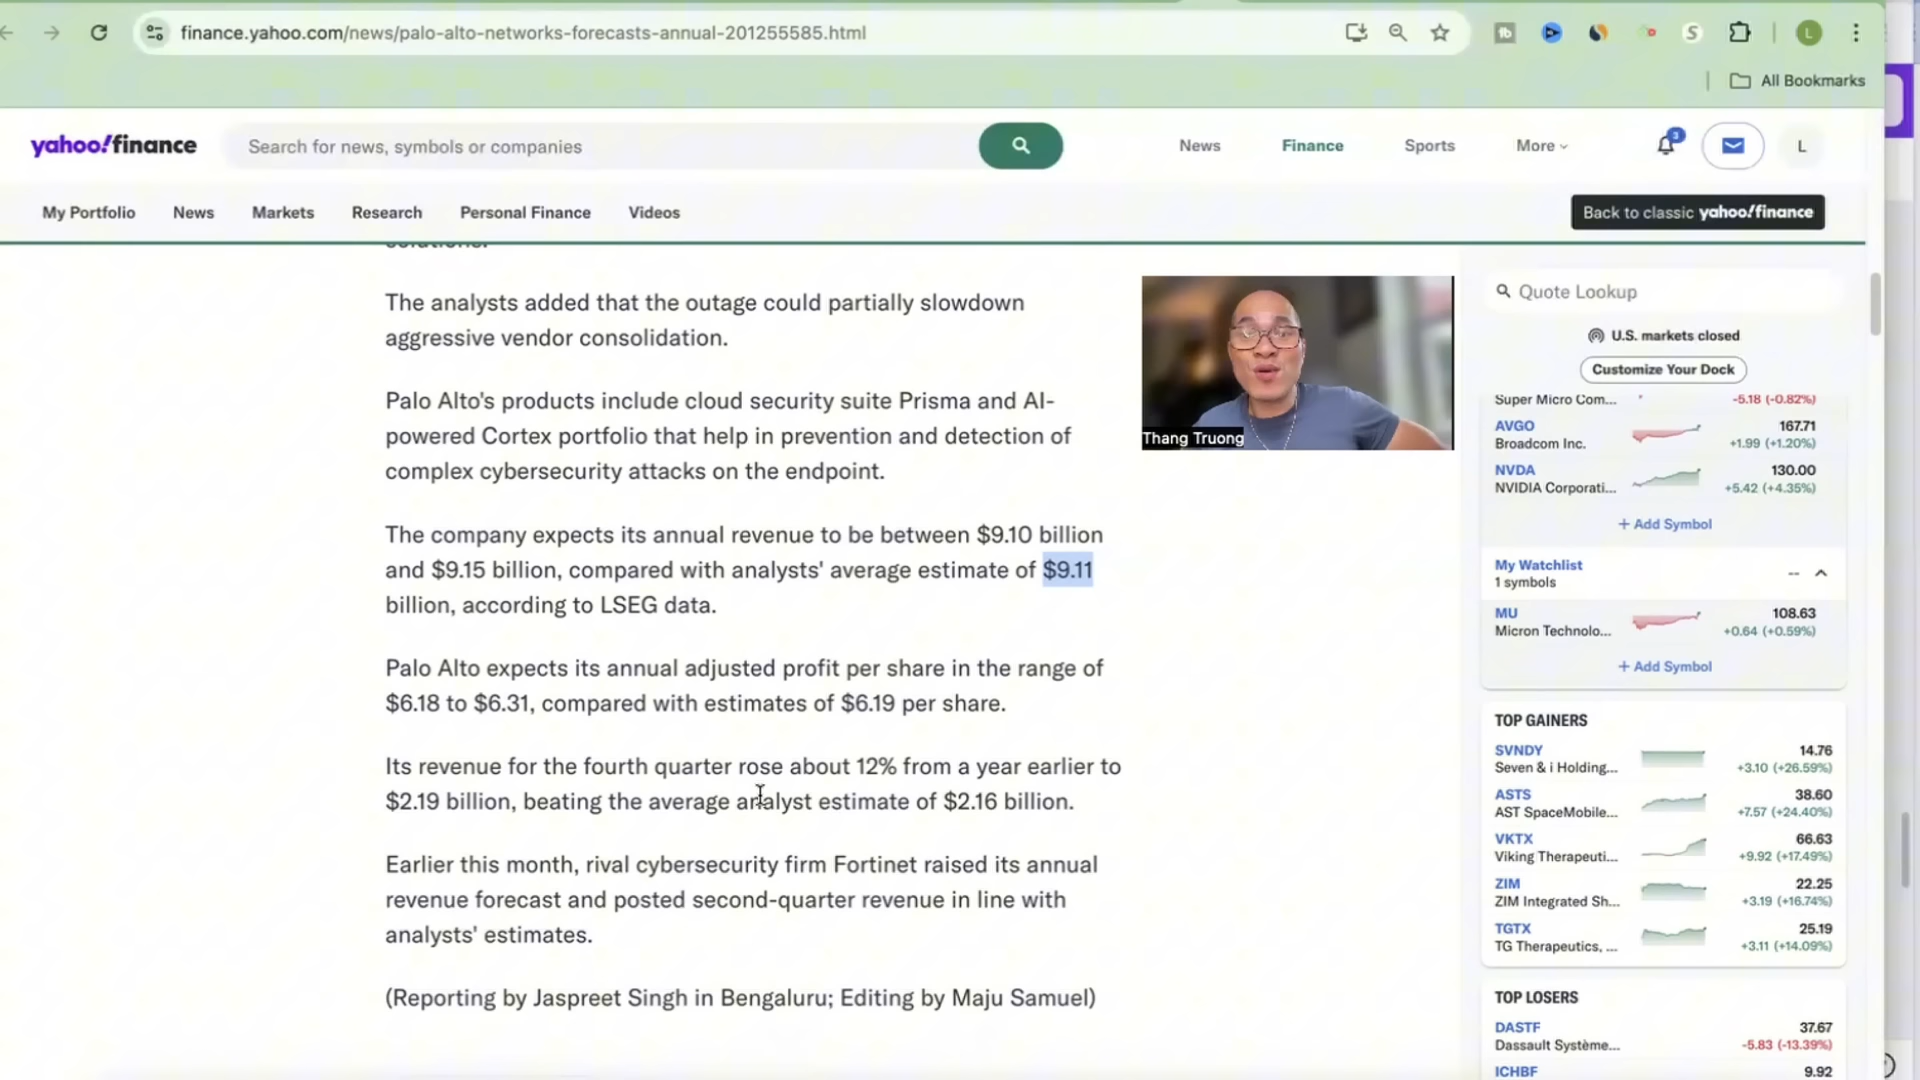 finance.yahoo.com/news/palo-alto-networks-forecasts-annual-201255585.html
tb
S
L
All Bookmarks
yahoo!finance
Search for news, symbols or companies
News
Finance
Sports
More
3
L
My Portfolio
News
Markets
Research
Personal Finance
Videos
Back to classic yahoo!finance
solutions.
The analysts added that the outage could partially slowdown
aggressive vendor consolidation.
Palo Alto's products include cloud security suite Prisma and AI-
powered Cortex portfolio that help in prevention and detection of
complex cybersecurity attacks on the endpoint.
The company expects its annual revenue to be between $9.10 billion
and $9.15 billion, compared with analysts' average estimate of $9.11
billion, according to LSEG data.
Palo Alto expects its annual adjusted profit per share in the range of
$6.18 to $6.31, compared with estimates of $6.19 per share.
Its revenue for the fourth quarter rose about 12% from a year earlier to
$2.19 billion, beating the average analyst estimate of $2.16 billion.
Earlier this month, rival cybersecurity firm Fortinet raised its annual
revenue forecast and posted second-quarter revenue in line with
analysts' estimates.
(Reporting by Jaspreet Singh in Bengaluru; Editing by Maju Samuel)
Thang Truong
Quote Lookup
U.S. markets closed
Customize Your Dock
Super Micro Com... -5.18 (-0.82%)
AVGO 167.71
Broadcom Inc. +1.99 (+1.20%)
NVDA 130.00
NVIDIA Corporati... +5.42 (+4.35%)
+ Add Symbol
My Watchlist --
1 symbols
MU 108.63
Micron Technolo... +0.64 (+0.59%)
+ Add Symbol
TOP GAINERS
SVNDY 14.76
Seven & i Holding... +3.10 (+26.59%)
ASTS 38.60
AST SpaceMobile... +7.57 (+24.40%)
VKTX 66.63
Viking Therapeuti... +9.92 (+17.49%)
ZIM 22.25
ZIM Integrated Sh... +3.19 (+16.74%)
TGTX 25.19
TG Therapeutics, ... +3.11 (+14.09%)
TOP LOSERS
DASTF 37.67
Dassault Système... -5.83 (-13.39%)
ICHBF 9.92